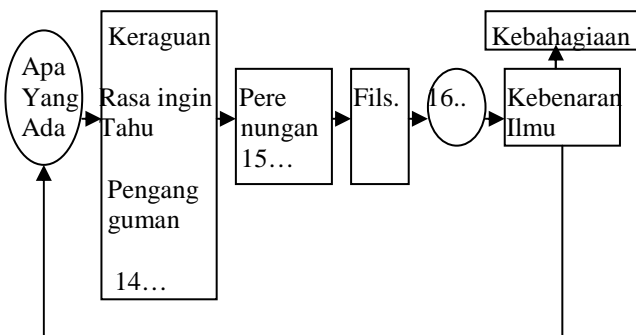 Apa
Yang
Ada
Keraguan
Rasa ingin
Tahu
Pengang
guman
14…
Pere
nungan
15…
Fils.
16..
Kebenaran
Ilmu
Kebahagiaan